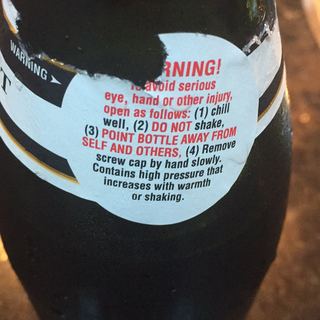 WARNING >
T
RNING!
avoid serious
eye, hand or other injury,
open as follows: (1) chill
well, (2) DO NOT shake,
(3) POINT BOTTLE AWAY FROM
SELF AND OTHERS, (4) Remove
screw cap by hand slowly.
Contains high pressure that
increases with warmth
or shaking.